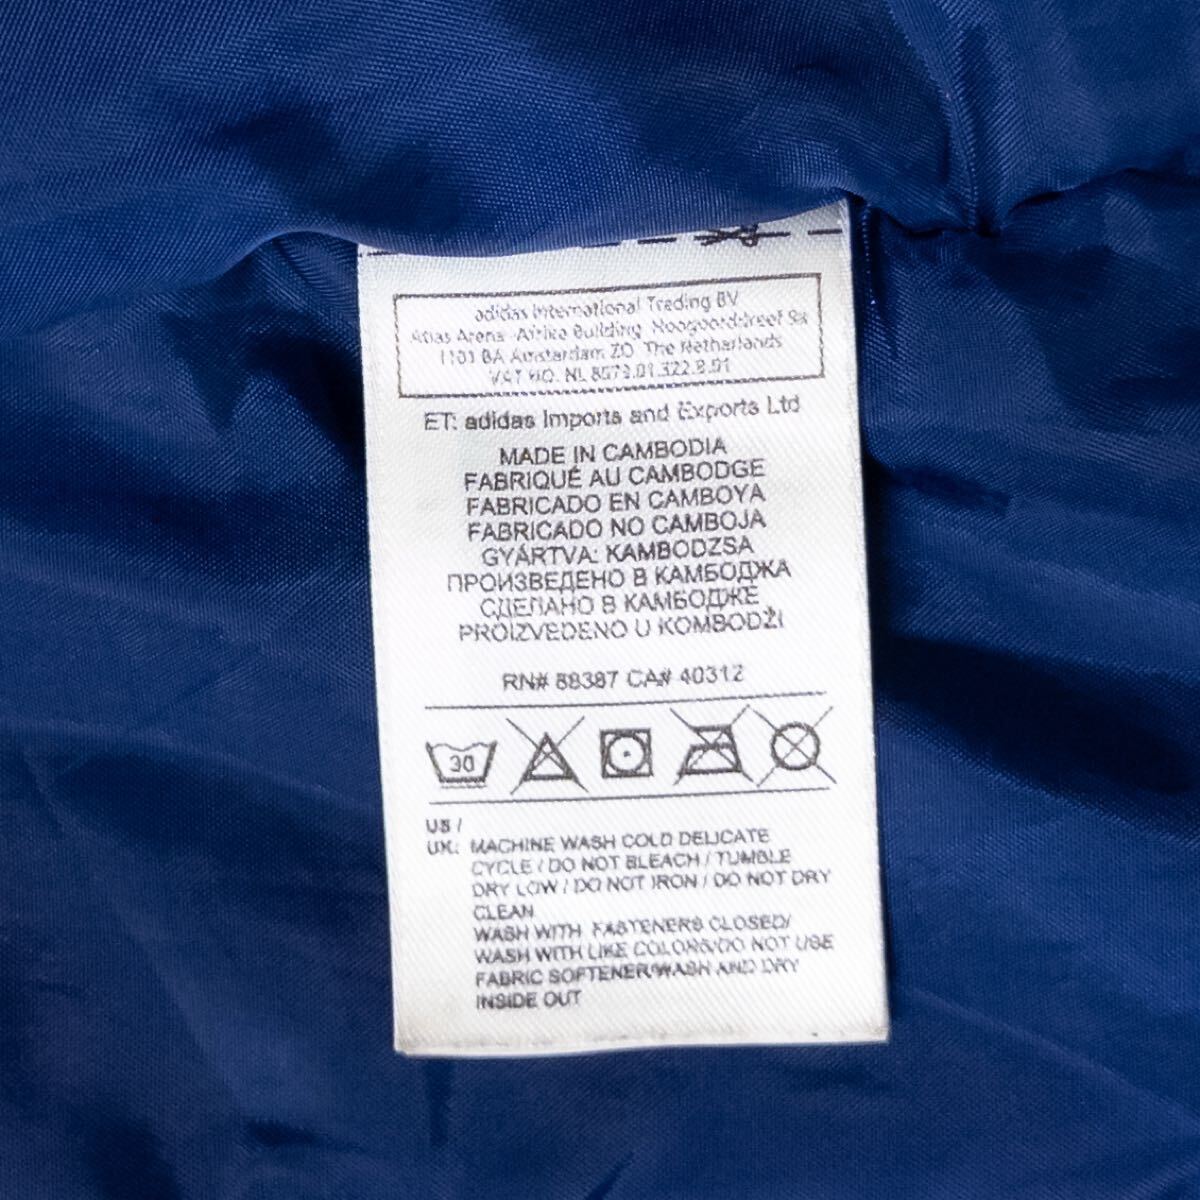 adidas International Trading BV
Atlas Arena Afrika Building Hoogoorddreef 9a
1101 BA Amsterdam ZO The Netherlands
VAT NO. NL
ET: adidas Imports and Exports Ltd
MADE IN CAMBODIA
FABRIQUÉ AU CAMBODGE
FABRICADO EN CAMBOYA
FABRICADO NO CAMBOJA
GYÁRTVA: KAMBODZSA
ПРОИЗВЕДЕНО В КАМБОДЖА
СДЕЛАНО В КАМБОДЖЕ
PROIZVEDENO U KOMBODŽI
RN# 88387 CA# 40312
30
US /
UK: MACHINE WASH COLD DELICATE
CYCLE / DO NOT BLEACH / TUMBLE
DRY LOW / DO NOT IRON / DO NOT DRY
CLEAN
WASH WITH FASTENERS CLOSED/
WASH WITH LIKE COLORS/DO NOT USE
FABRIC SOFTENER/WASH AND DRY
INSIDE OUT